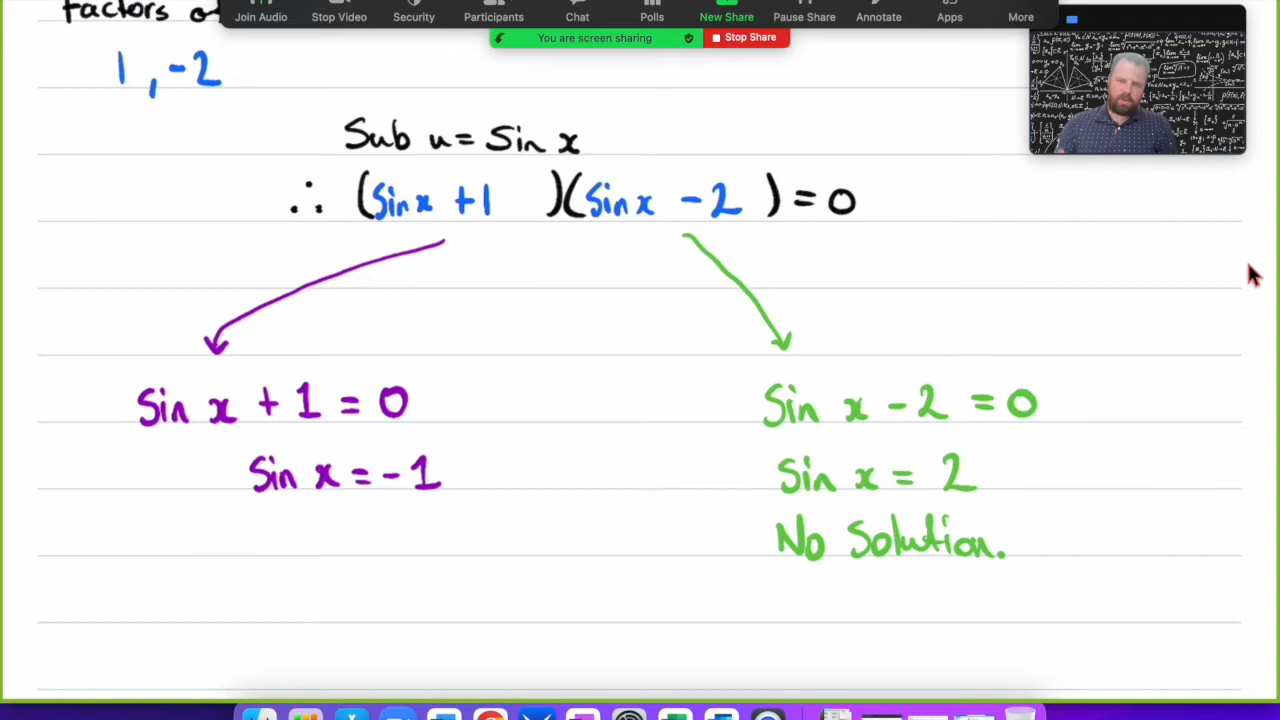 factors
Join Audio Stop Video Security Participants Chat Polls New Share Pause Share Annotate Apps More
You are screen sharing Stop Share
1, -2
Sub u = Sin x
∴ (Sin x + 1 )(Sin x - 2 ) = 0
Sin x + 1 = 0
Sin x = - 1
Sin x - 2 = 0
Sin x = 2
No Solution.